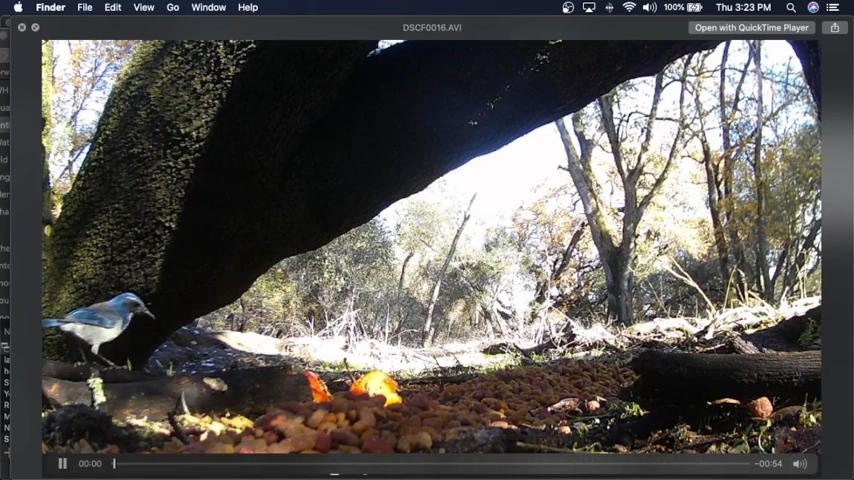 Finder File Edit View Go Window Help 100% Thu 3:23 PM
DSCF0016.AVI
Open with QuickTime Player
00:00
-00:54